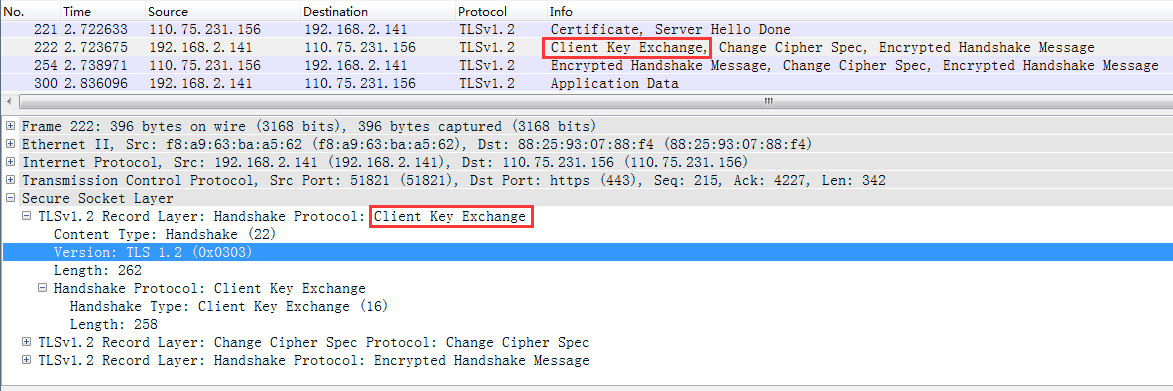 No. Time Source Destination Protocol Info
221 2.722633 110.75.231.156 192.168.2.141 TLSv1.2 Certificate, Server Hello Done
222 2.723675 192.168.2.141 110.75.231.156 TLSv1.2 Client Key Exchange, Change Cipher Spec, Encrypted Handshake Message
254 2.738971 110.75.231.156 192.168.2.141 TLSv1.2 Encrypted Handshake Message, Change Cipher Spec, Encrypted Handshake Message
300 2.836096 192.168.2.141 110.75.231.156 TLSv1.2 Application Data
Frame 222: 396 bytes on wire (3168 bits), 396 bytes captured (3168 bits)
Ethernet II, Src: f8:a9:63:ba:a5:62 (f8:a9:63:ba:a5:62), Dst: 88:25:93:07:88:f4 (88:25:93:07:88:f4)
Internet Protocol, Src: 192.168.2.141 (192.168.2.141), Dst: 110.75.231.156 (110.75.231.156)
Transmission Control Protocol, Src Port: 51821 (51821), Dst Port: https (443), Seq: 215, Ack: 4227, Len: 342
Secure Socket Layer
TLSv1.2 Record Layer: Handshake Protocol: Client Key Exchange
Content Type: Handshake (22)
Version: TLS 1.2 (0x0303)
Length: 262
Handshake Protocol: Client Key Exchange
Handshake Type: Client Key Exchange (16)
Length: 258
TLSv1.2 Record Layer: Change Cipher Spec Protocol: Change Cipher Spec
TLSv1.2 Record Layer: Handshake Protocol: Encrypted Handshake Message